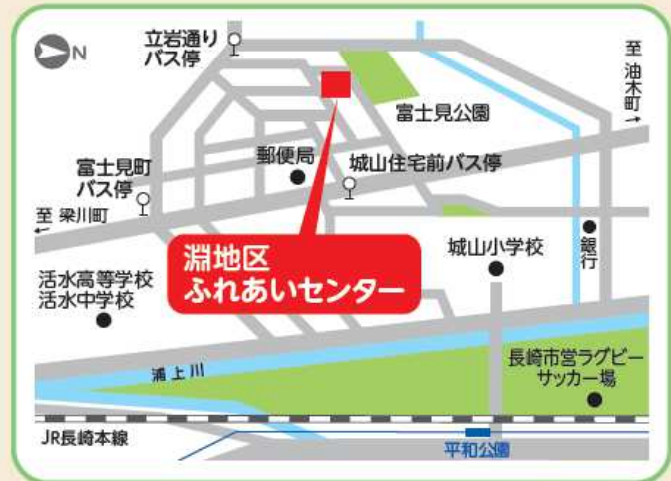 立岩通り
バス停
N
至
油木町
富士見公園
郵便局
城山住宅前バス停
富士見町
バス停
至 梁川町
淵地区
ふれあいセンター
城山小学校
銀行
活水高等学校
活水中学校
浦上川
長崎市営ラグビー
サッカー場
JR長崎本線
平和公園